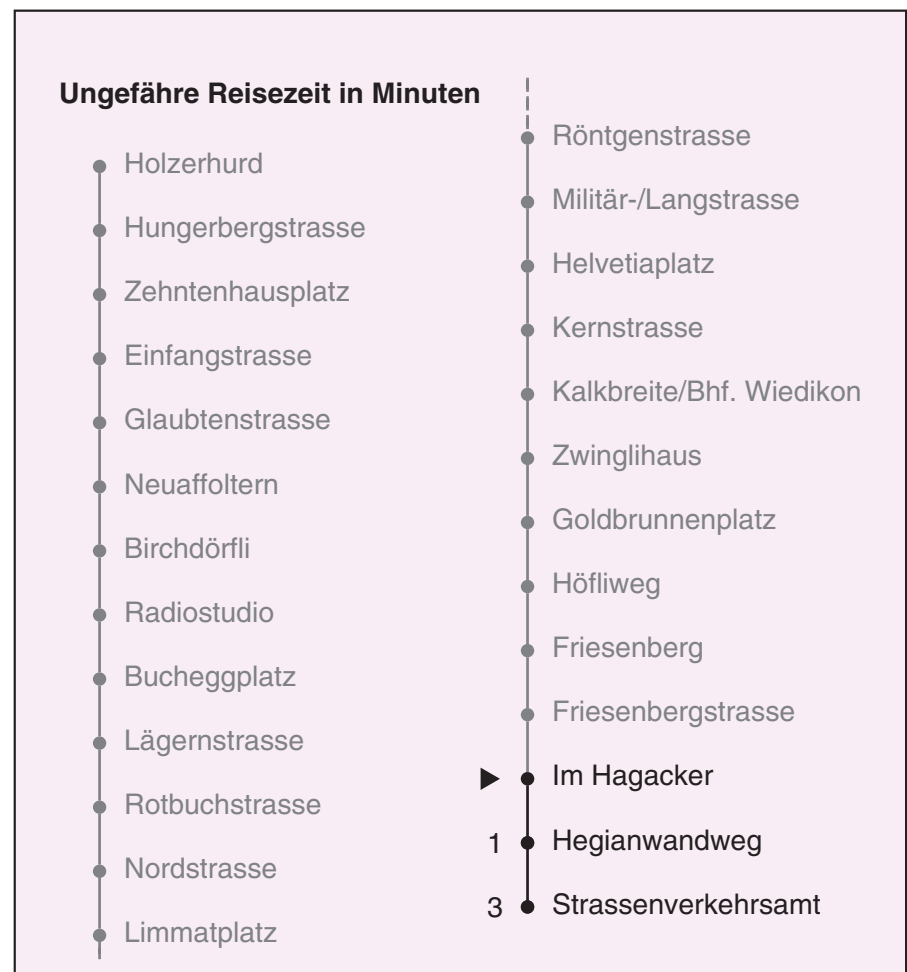 Ungefähre Reisezeit in Minuten
Holzerhurd
Hungerbergstrasse
Zehntenhausplatz
Einfangstrasse
Glaubtenstrasse
Neuaffoltern
Birchdörfli
Radiostudio
Bucheggplatz
Lägernstrasse
Rotbuchstrasse
Nordstrasse
Limmatplatz
Röntgenstrasse
Militär-/Langstrasse
Helvetiaplatz
Kernstrasse
Kalkbreite/Bhf. Wiedikon
Zwinglihaus
Goldbrunnenplatz
Höfliweg
Friesenberg
Friesenbergstrasse
Im Hagacker
1 Hegianwandweg
3 Strassenverkehrsamt